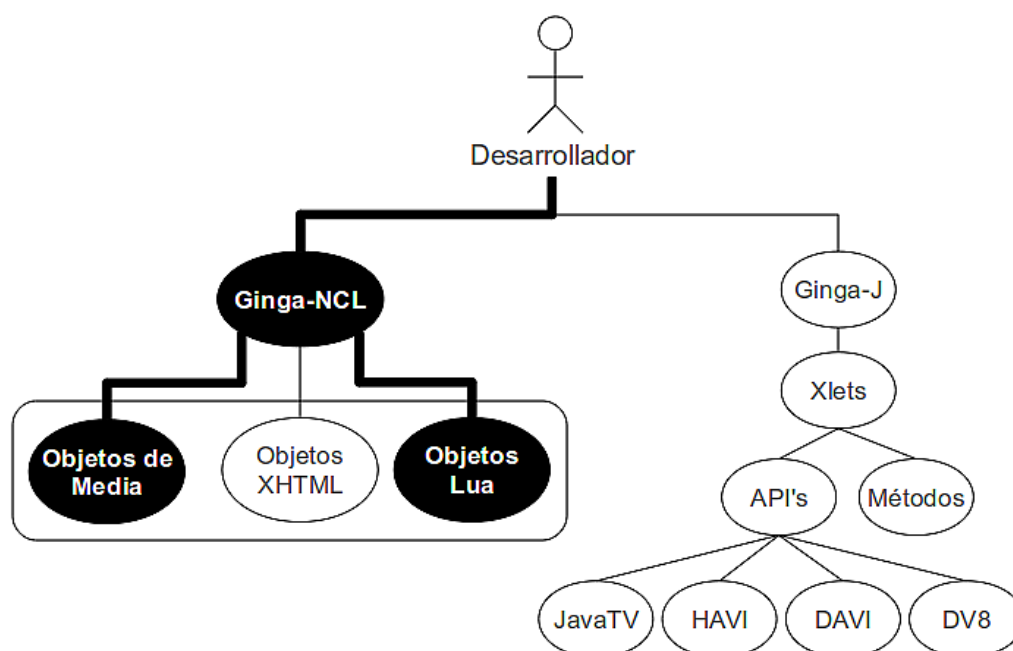 Desarrollador
Ginga-NCL
Ginga-J
Xlets
Objetos de
Media
Objetos
XHTML
Objetos
Lua
API's
Métodos
JavaTV
HAVI
DAVI
DV8